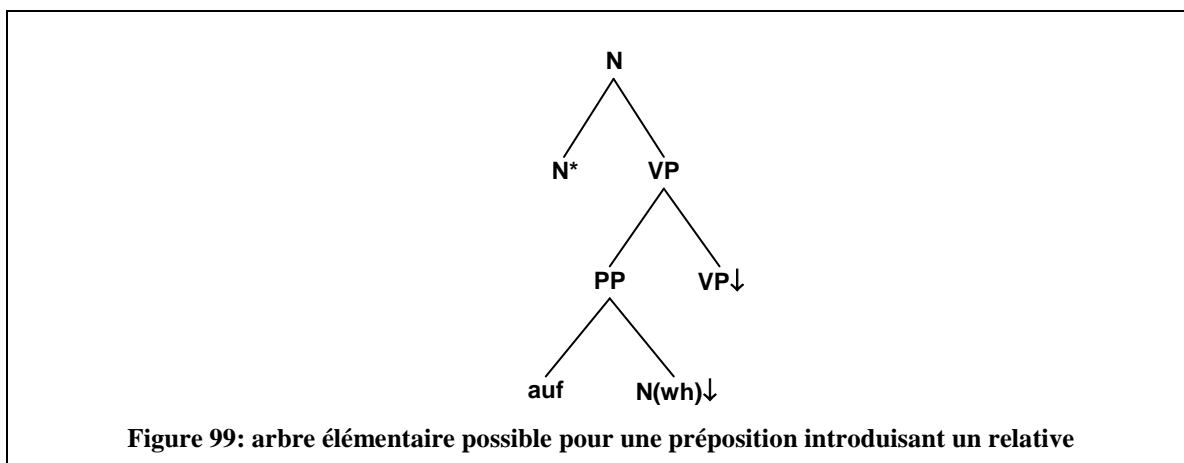 N
N* VP
PP VP↓
auf N(wh)↓
Figure 99: arbre élémentaire possible pour une préposition introduisant un relative